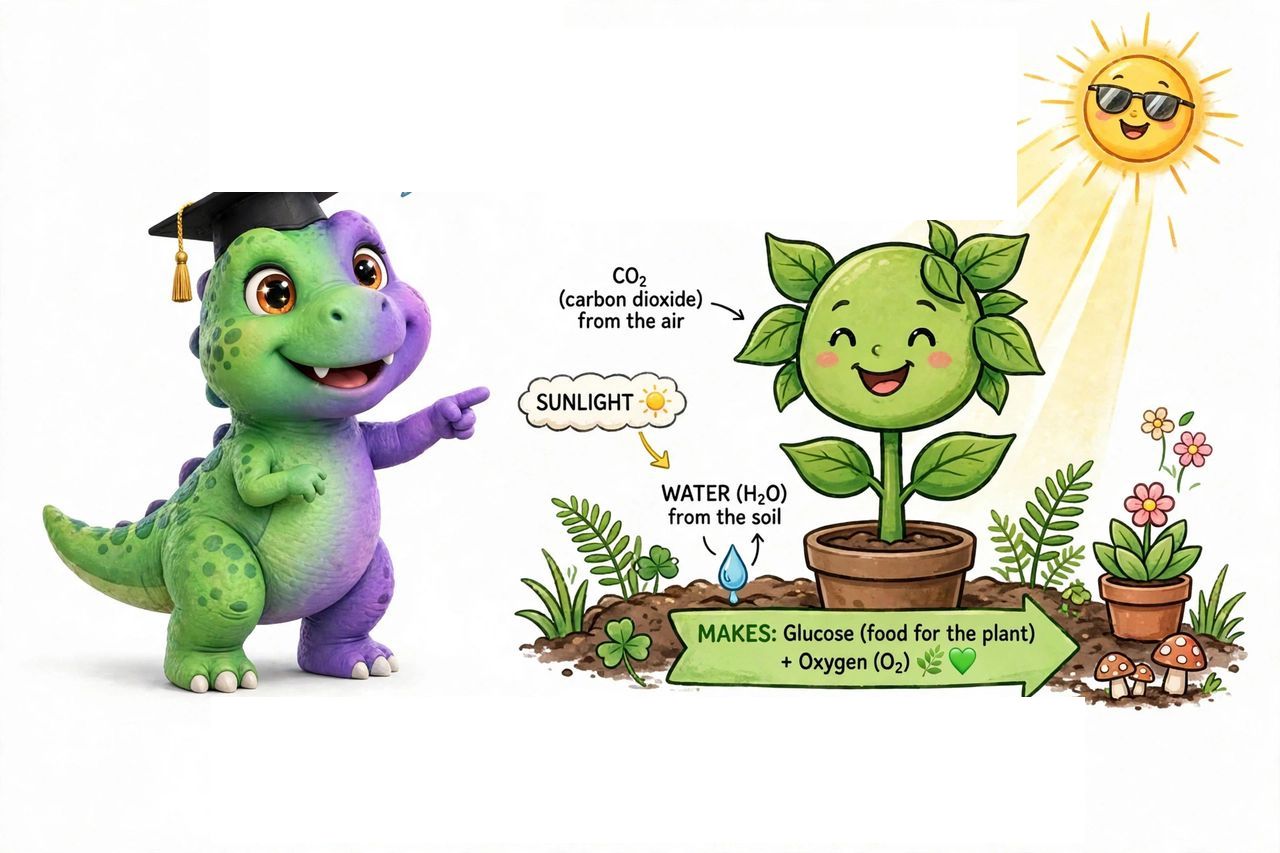 CO₂
(carbon dioxide)
from the air
SUNLIGHT
WATER (H₂O)
from the soil
MAKES: Glucose (food for the plant)
+ Oxygen (O₂)